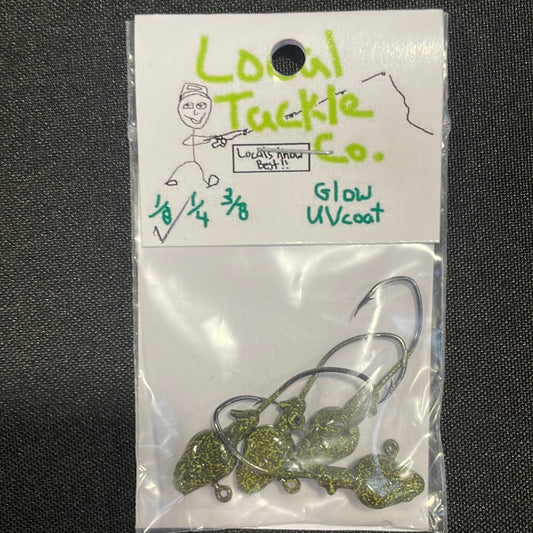 Local
Tackle
Co.
Locals know
Best!!
1/8 1/4 3/8
Glow
UVcoat